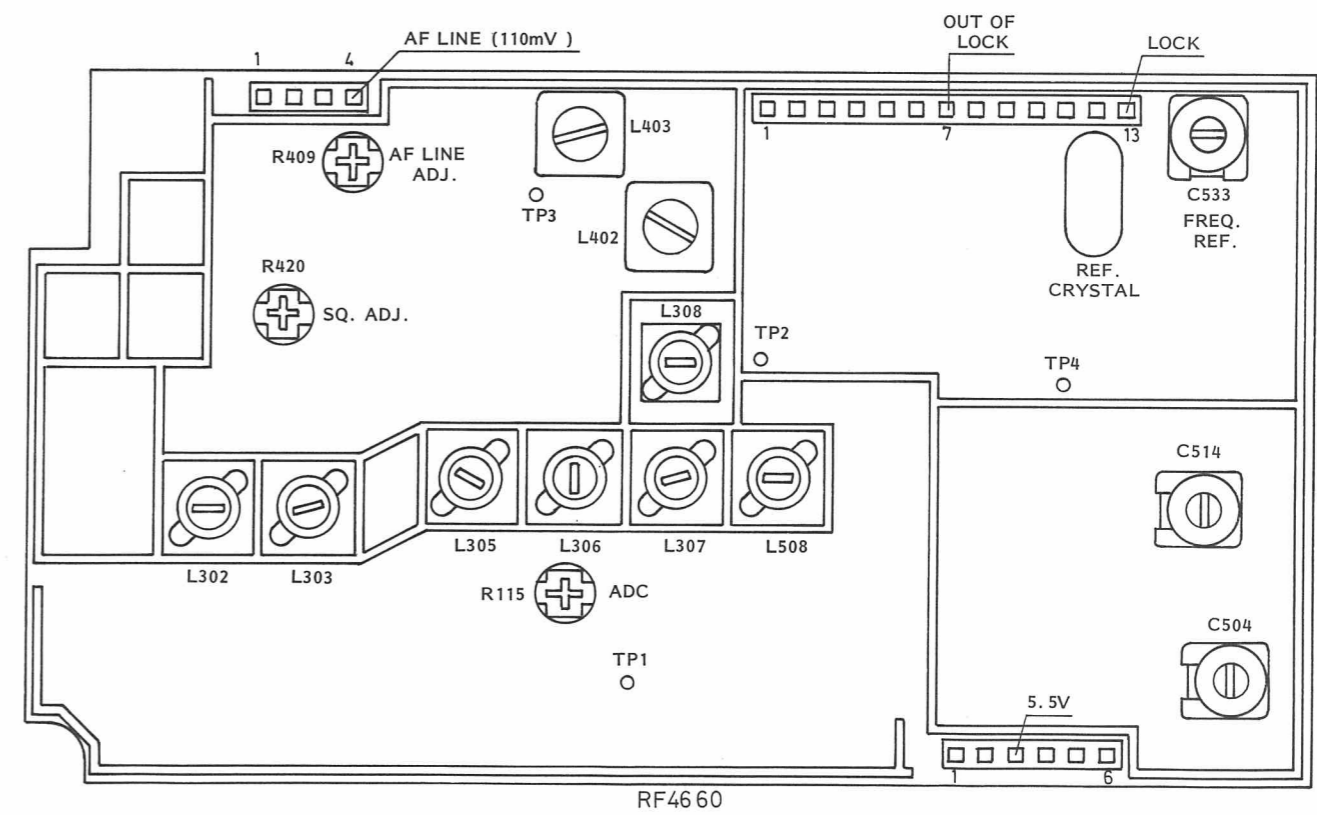 OUT OF
LOCK
LOCK
AF LINE (110mV )
1
4
1
7
13
L403
R409
AF LINE
ADJ.
TP3
L402
C533
FREQ.
REF.
REF.
CRYSTAL
R420
SQ. ADJ.
L308
TP2
TP4
C514
L305
L306
L307
L508
L302
L303
R115
ADC
C504
TP1
5.5V
1
6
RF4660